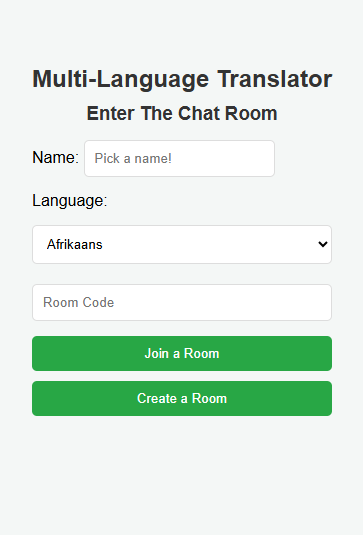 Multi-Language Translator
Enter The Chat Room
Name: Pick a name!
Language:
Afrikaans
Room Code
Join a Room
Create a Room